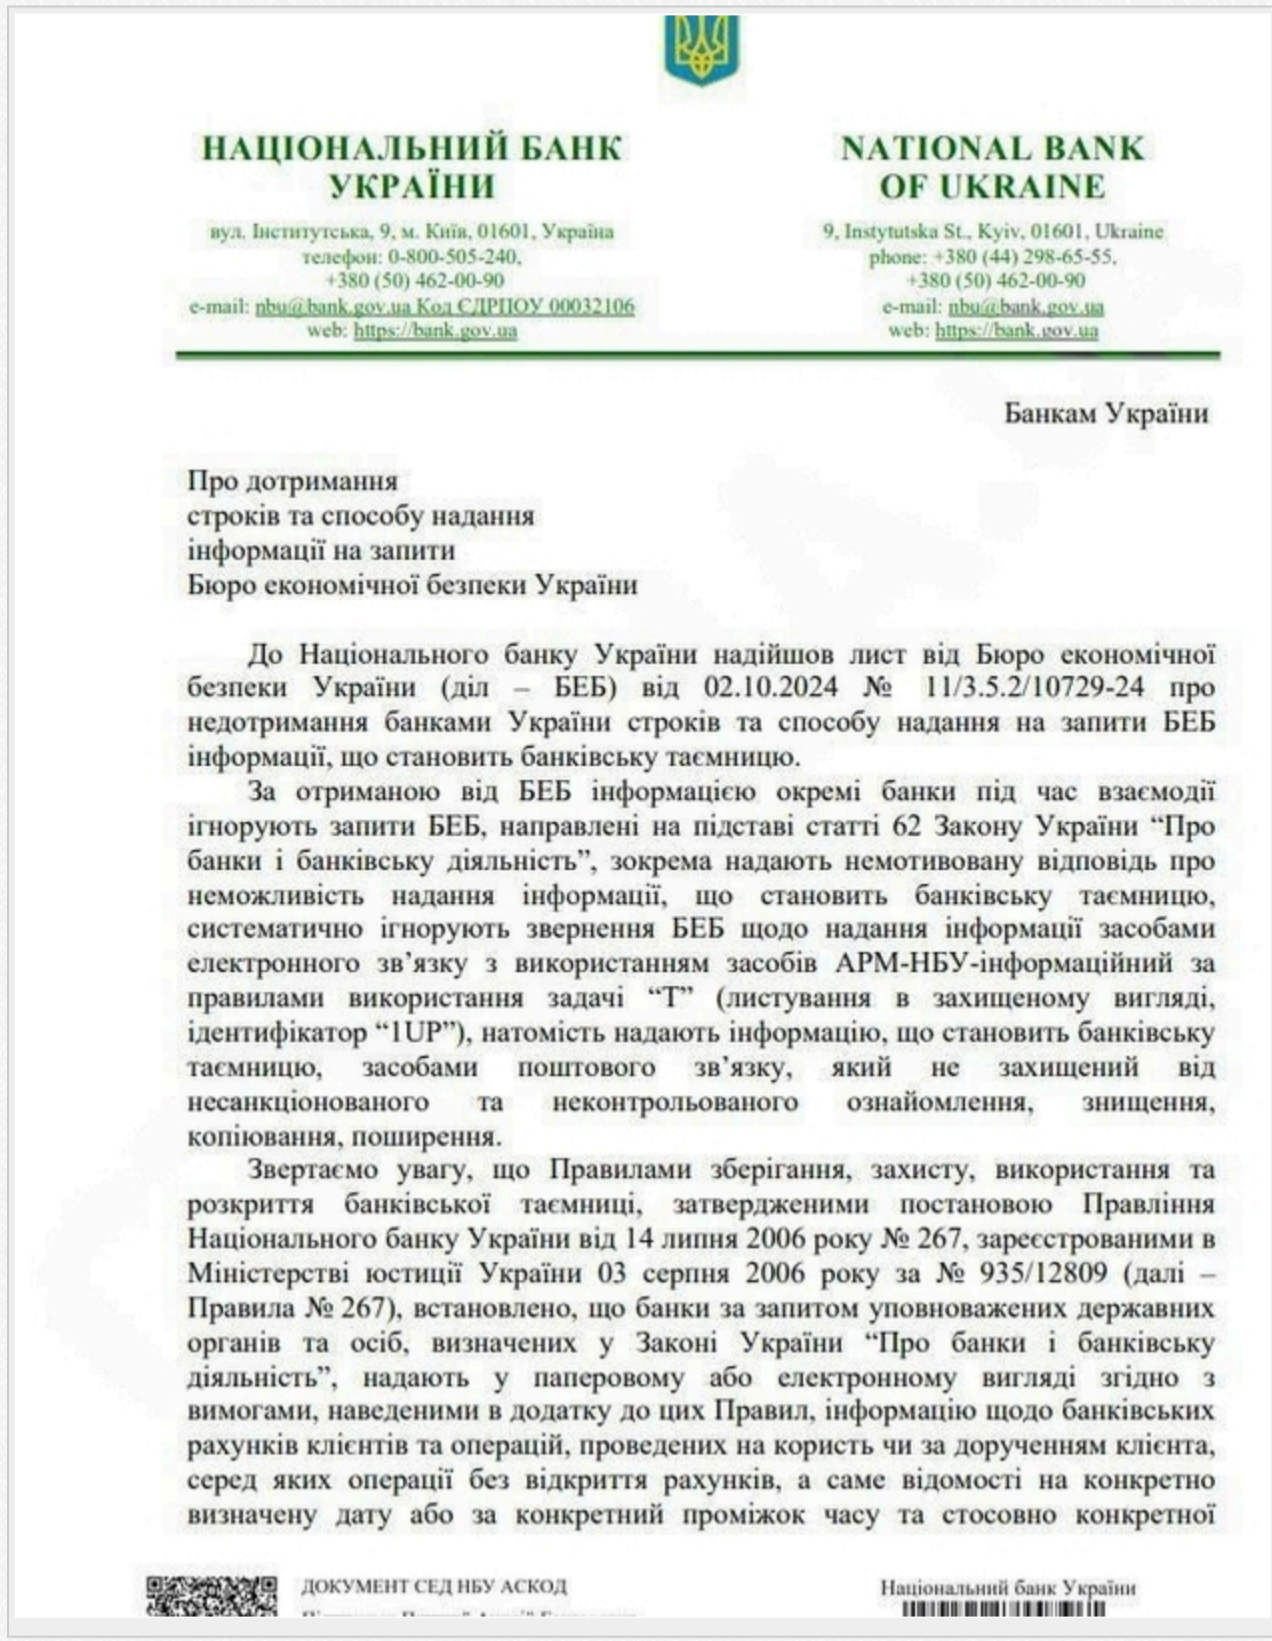 НАЦІОНАЛЬНИЙ БАНК
УКРАЇНИ
вул. Інститутська, 9, м. Київ, 01601, Україна
телефон: 0-800-505-240,
+380 (50) 462-00-90
e-mail: nbu@bank.gov.ua Код ЄДРПОУ 00032106
web: https://bank.gov.ua
NATIONAL BANK
OF UKRAINE
9, Instytutska St., Kyiv, 01601, Ukraine
phone: +380 (44) 298-65-55,
+380 (50) 462-00-90
e-mail: nbu@bank.gov.ua
web: https://bank.gov.ua
Банкам України
Про дотримання
строків та способу надання
інформації на запити
Бюро економічної безпеки України
До Національного банку України надійшов лист від Бюро економічної
безпеки України (діл – БЕБ) від 02.10.2024 № 11/3.5.2/10729-24 про
недотримання банками України строків та способу надання на запити БЕБ
інформації, що становить банківську таємницю.
За отриманою від БЕБ інформацією окремі банки під час взаємодії
ігнорують запити БЕБ, направлені на підставі статті 62 Закону України “Про
банки і банківську діяльність”, зокрема надають немотивовану відповідь про
неможливість надання інформації, що становить банківську таємницю,
систематично ігнорують звернення БЕБ щодо надання інформації засобами
електронного зв’язку з використанням засобів АРМ-НБУ-інформаційний за
правилами використання задачі “Т” (листування в захищеному вигляді,
ідентифікатор “1UP”), натомість надають інформацію, що становить банківську
таємницю, засобами поштового зв’язку, який не захищений від
несанкціонованого та неконтрольованого ознайомлення, знищення,
копіювання, поширення.
Звертаємо увагу, що Правилами зберігання, захисту, використання та
розкриття банківської таємниці, затвердженими постановою Правління
Національного банку України від 14 липня 2006 року № 267, зареєстрованими в
Міністерстві юстиції України 03 серпня 2006 року за № 935/12809 (далі –
Правила № 267), встановлено, що банки за запитом уповноважених державних
органів та осіб, визначених у Законі України “Про банки і банківську
діяльність”, надають у паперовому або електронному вигляді згідно з
вимогами, наведеними в додатку до цих Правил, інформацію щодо банківських
рахунків клієнтів та операцій, проведених на користь чи за дорученням клієнта,
серед яких операції без відкриття рахунків, а саме відомості на конкретно
визначену дату або за конкретний проміжок часу та стосовно конкретної
ДОКУМЕНТ СЕД НБУ АСКОД
Національний банк України